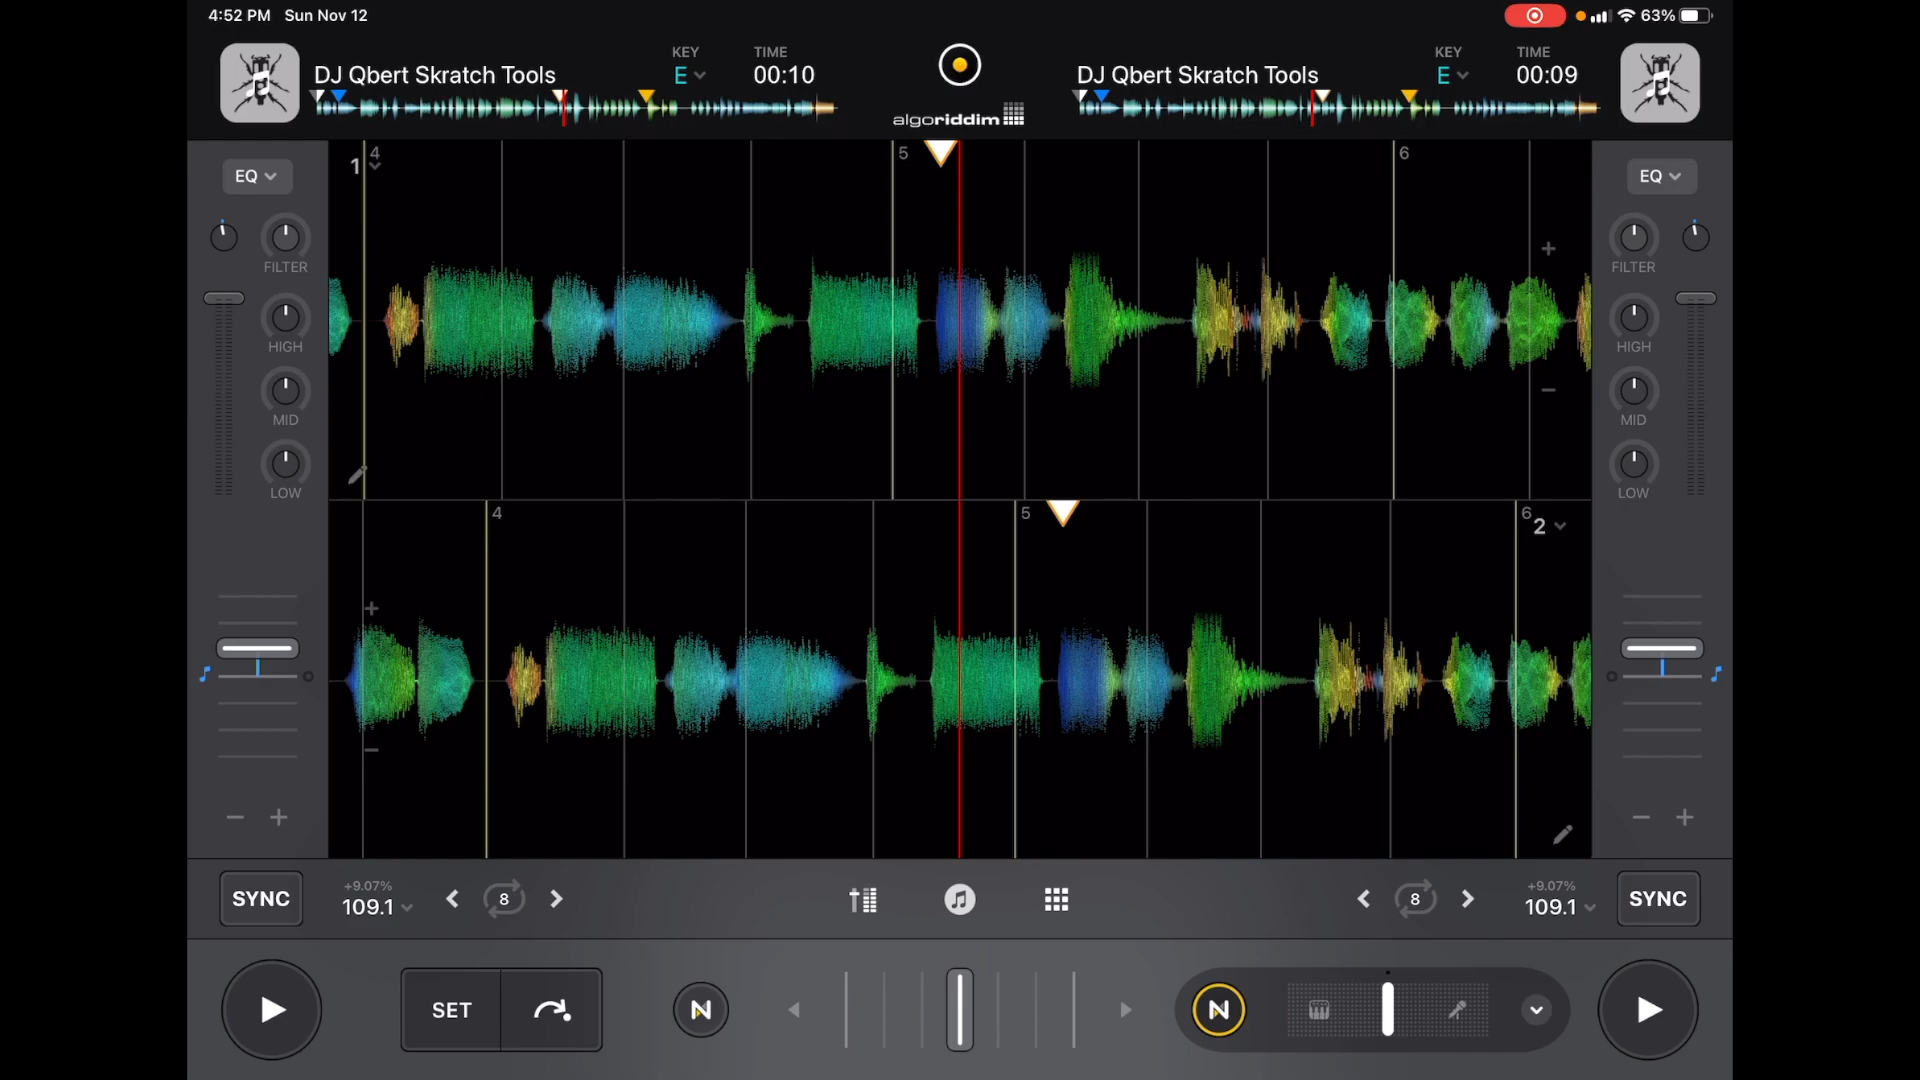 4:52 PM Sun Nov 12
63%
DJ Qbert Skratch Tools
KEY
E
TIME
00:10
algoriddim
DJ Qbert Skratch Tools
KEY
E
TIME
00:09
EQ
FILTER
HIGH
MID
LOW
1
4
5
6
EQ
FILTER
HIGH
MID
LOW
4
5
6
2
SYNC
+9.07%
109.1
8
8
+9.07%
109.1
SYNC
SET
N
N